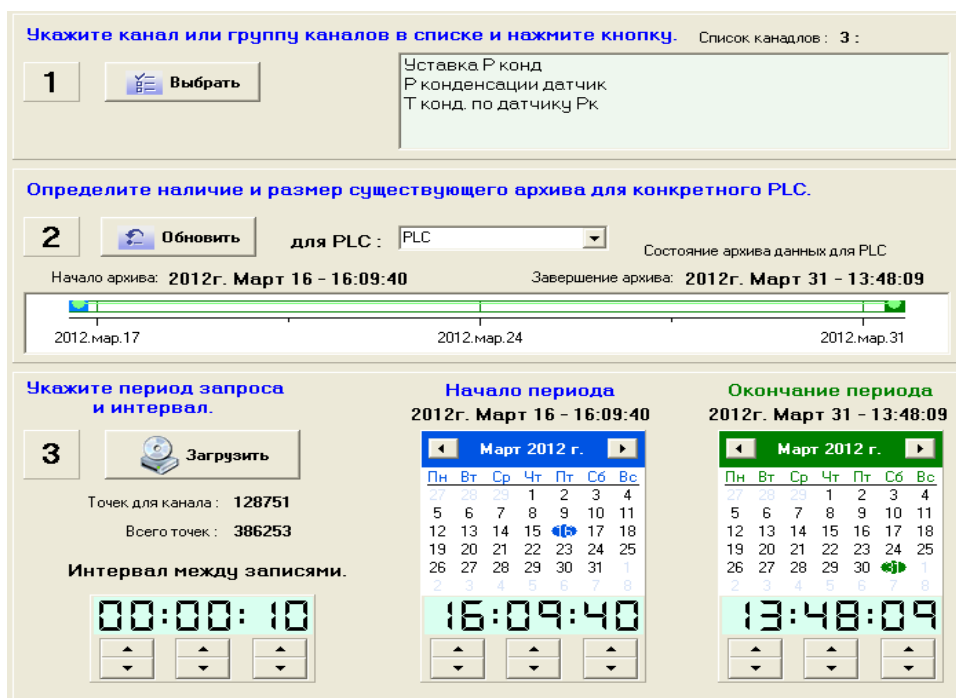 Укажите канал или группу каналов в списке и нажмите кнопку. Список канадлов : 3 :
1 Выбрать
Уставка Р конд
Р конденсации датчик
Т конд. по датчику Рк
Определите наличие и размер существующего архива для конкретного PLC.
2 Обновить для PLC : PLC
Состояние архива данных для PLC
Начало архива: 2012г. Март 16 - 16:09:40 Завершение архива: 2012г. Март 31 - 13:48:09
2012.мар.17 2012.мар.24 2012.мар.31
Укажите период запроса
и интервал.
3 Загрузить
Точек для канала : 128751
Всего точек : 386253
Интервал между записями.
00:00:10
Начало периода
2012г. Март 16 - 16:09:40
Март 2012 г.
Пн Вт Ср Чт Пт Сб Вс
27 28 29 1 2 3 4
5 6 7 8 9 10 11
12 13 14 15 16 17 18
19 20 21 22 23 24 25
26 27 28 29 30 31 1
2 3 4 5 6 7 8
16:09:40
Окончание периода
2012г. Март 31 - 13:48:09
Март 2012 г.
Пн Вт Ср Чт Пт Сб Вс
27 28 29 1 2 3 4
5 6 7 8 9 10 11
12 13 14 15 16 17 18
19 20 21 22 23 24 25
26 27 28 29 30 31 1
2 3 4 5 6 7 8
13:48:09